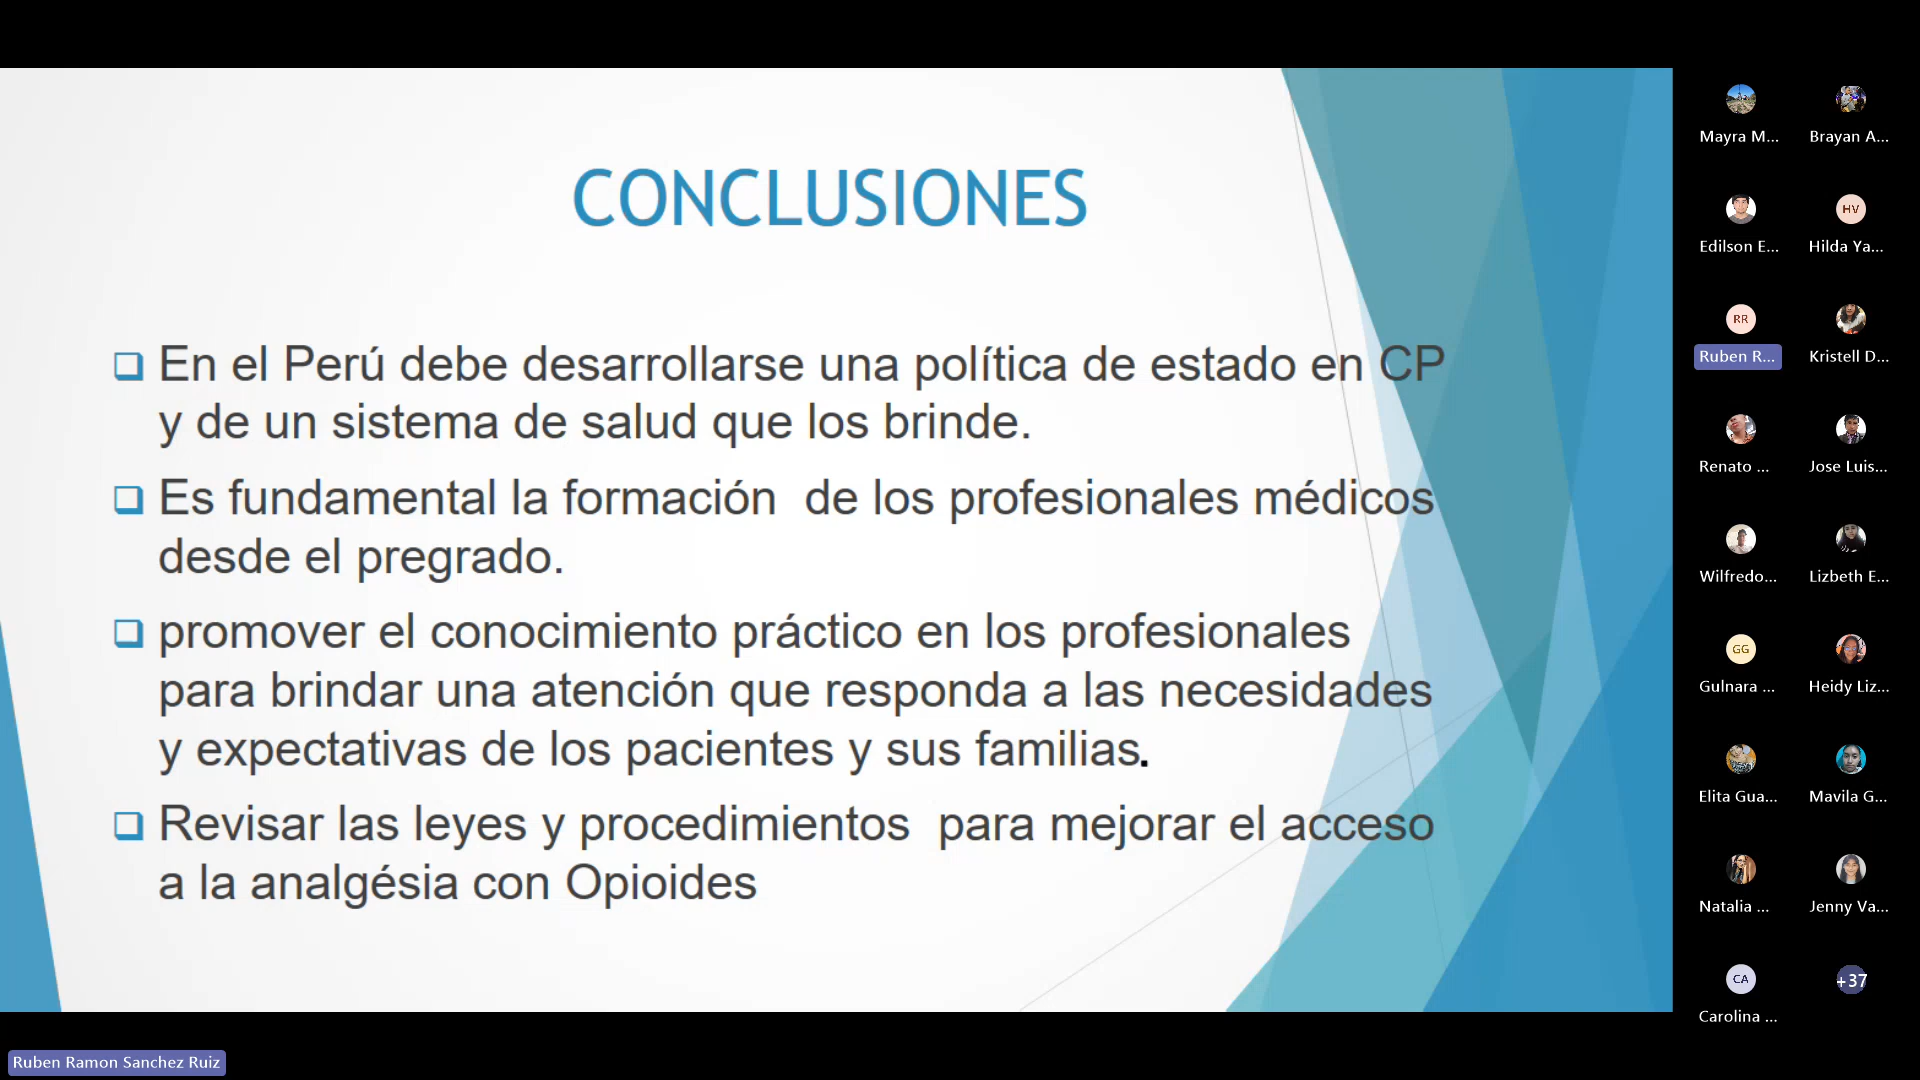 CONCLUSIONES
❑ En el Perú debe desarrollarse una política de estado en CP
y de un sistema de salud que los brinde.
❑ Es fundamental la formación  de los profesionales médicos
desde el pregrado.
❑ promover el conocimiento práctico en los profesionales
para brindar una atención que responda a las necesidades
y expectativas de los pacientes y sus familias.
❑ Revisar las leyes y procedimientos  para mejorar el acceso
a la analgésia con Opioides
Mayra M...
Brayan A...
Edilson E...
HV
Hilda Ya...
RR
Ruben R...
Kristell D...
Renato ...
Jose Luis...
Wilfredo...
Lizbeth E...
GG
Gulnara ...
Heidy Liz...
Elita Gua...
Mavila G...
Natalia ...
Jenny Va...
CA
Carolina ...
+37
Ruben Ramon Sanchez Ruiz